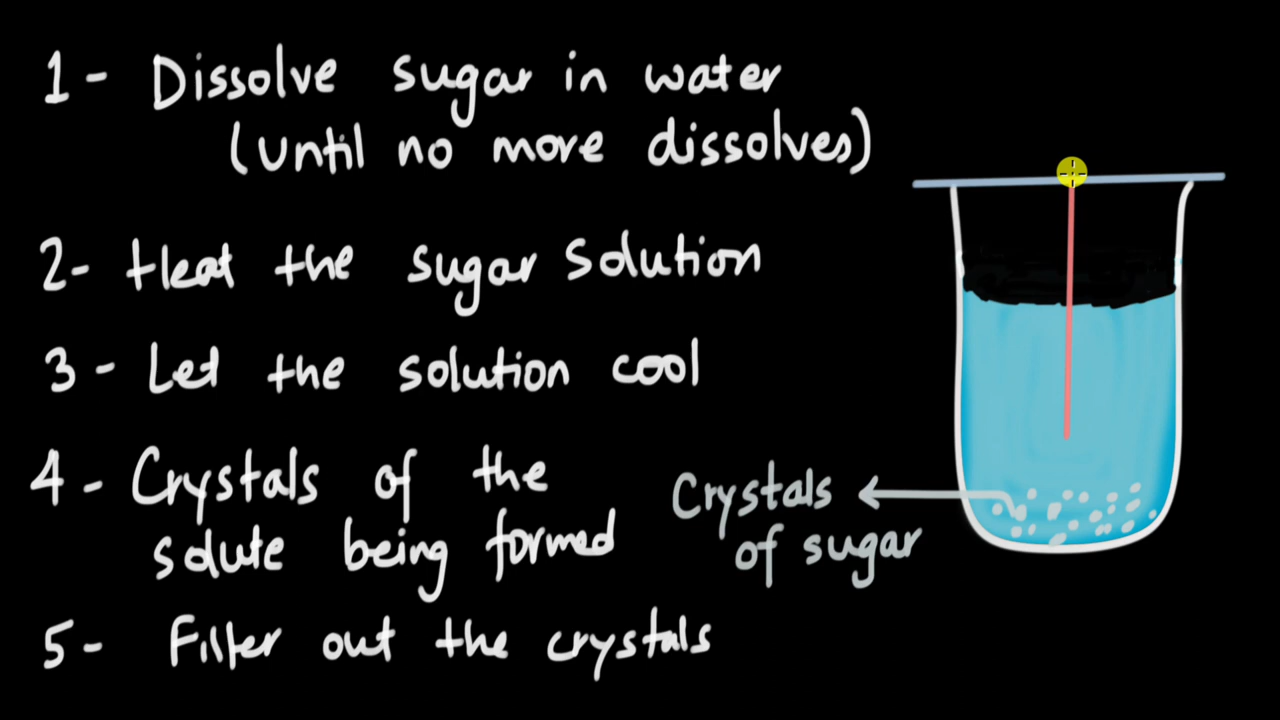 1- Dissolve sugar in water
(until no more dissolves)
2- Heat the sugar solution
3- Let the solution cool
4- Crystals of the
solute being formed
Crystals
of sugar
5- Filter out the crystals